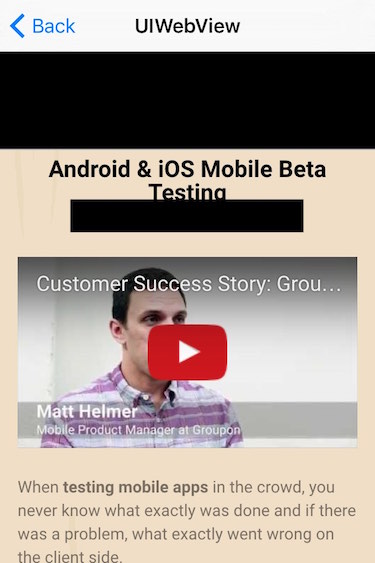 Back
UIWebView
Android & iOS Mobile Beta
Testing
Customer Success Story: Grou...
Matt Helmer
Mobile Product Manager at Groupon
When testing mobile apps in the crowd, you
never know what exactly was done and if there
was a problem, what exactly went wrong on
the client side.